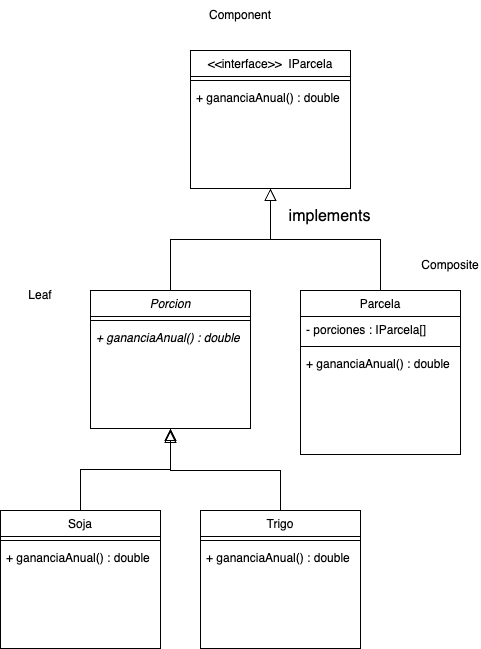 Component
<<interface>> IParcela
+ gananciaAnual() : double
implements
Composite
Leaf
Porcion
Parcela
- porciones : IParcela[]
+ gananciaAnual() : double
+ gananciaAnual() : double
Soja
Trigo
+ gananciaAnual() : double
+ gananciaAnual() : double